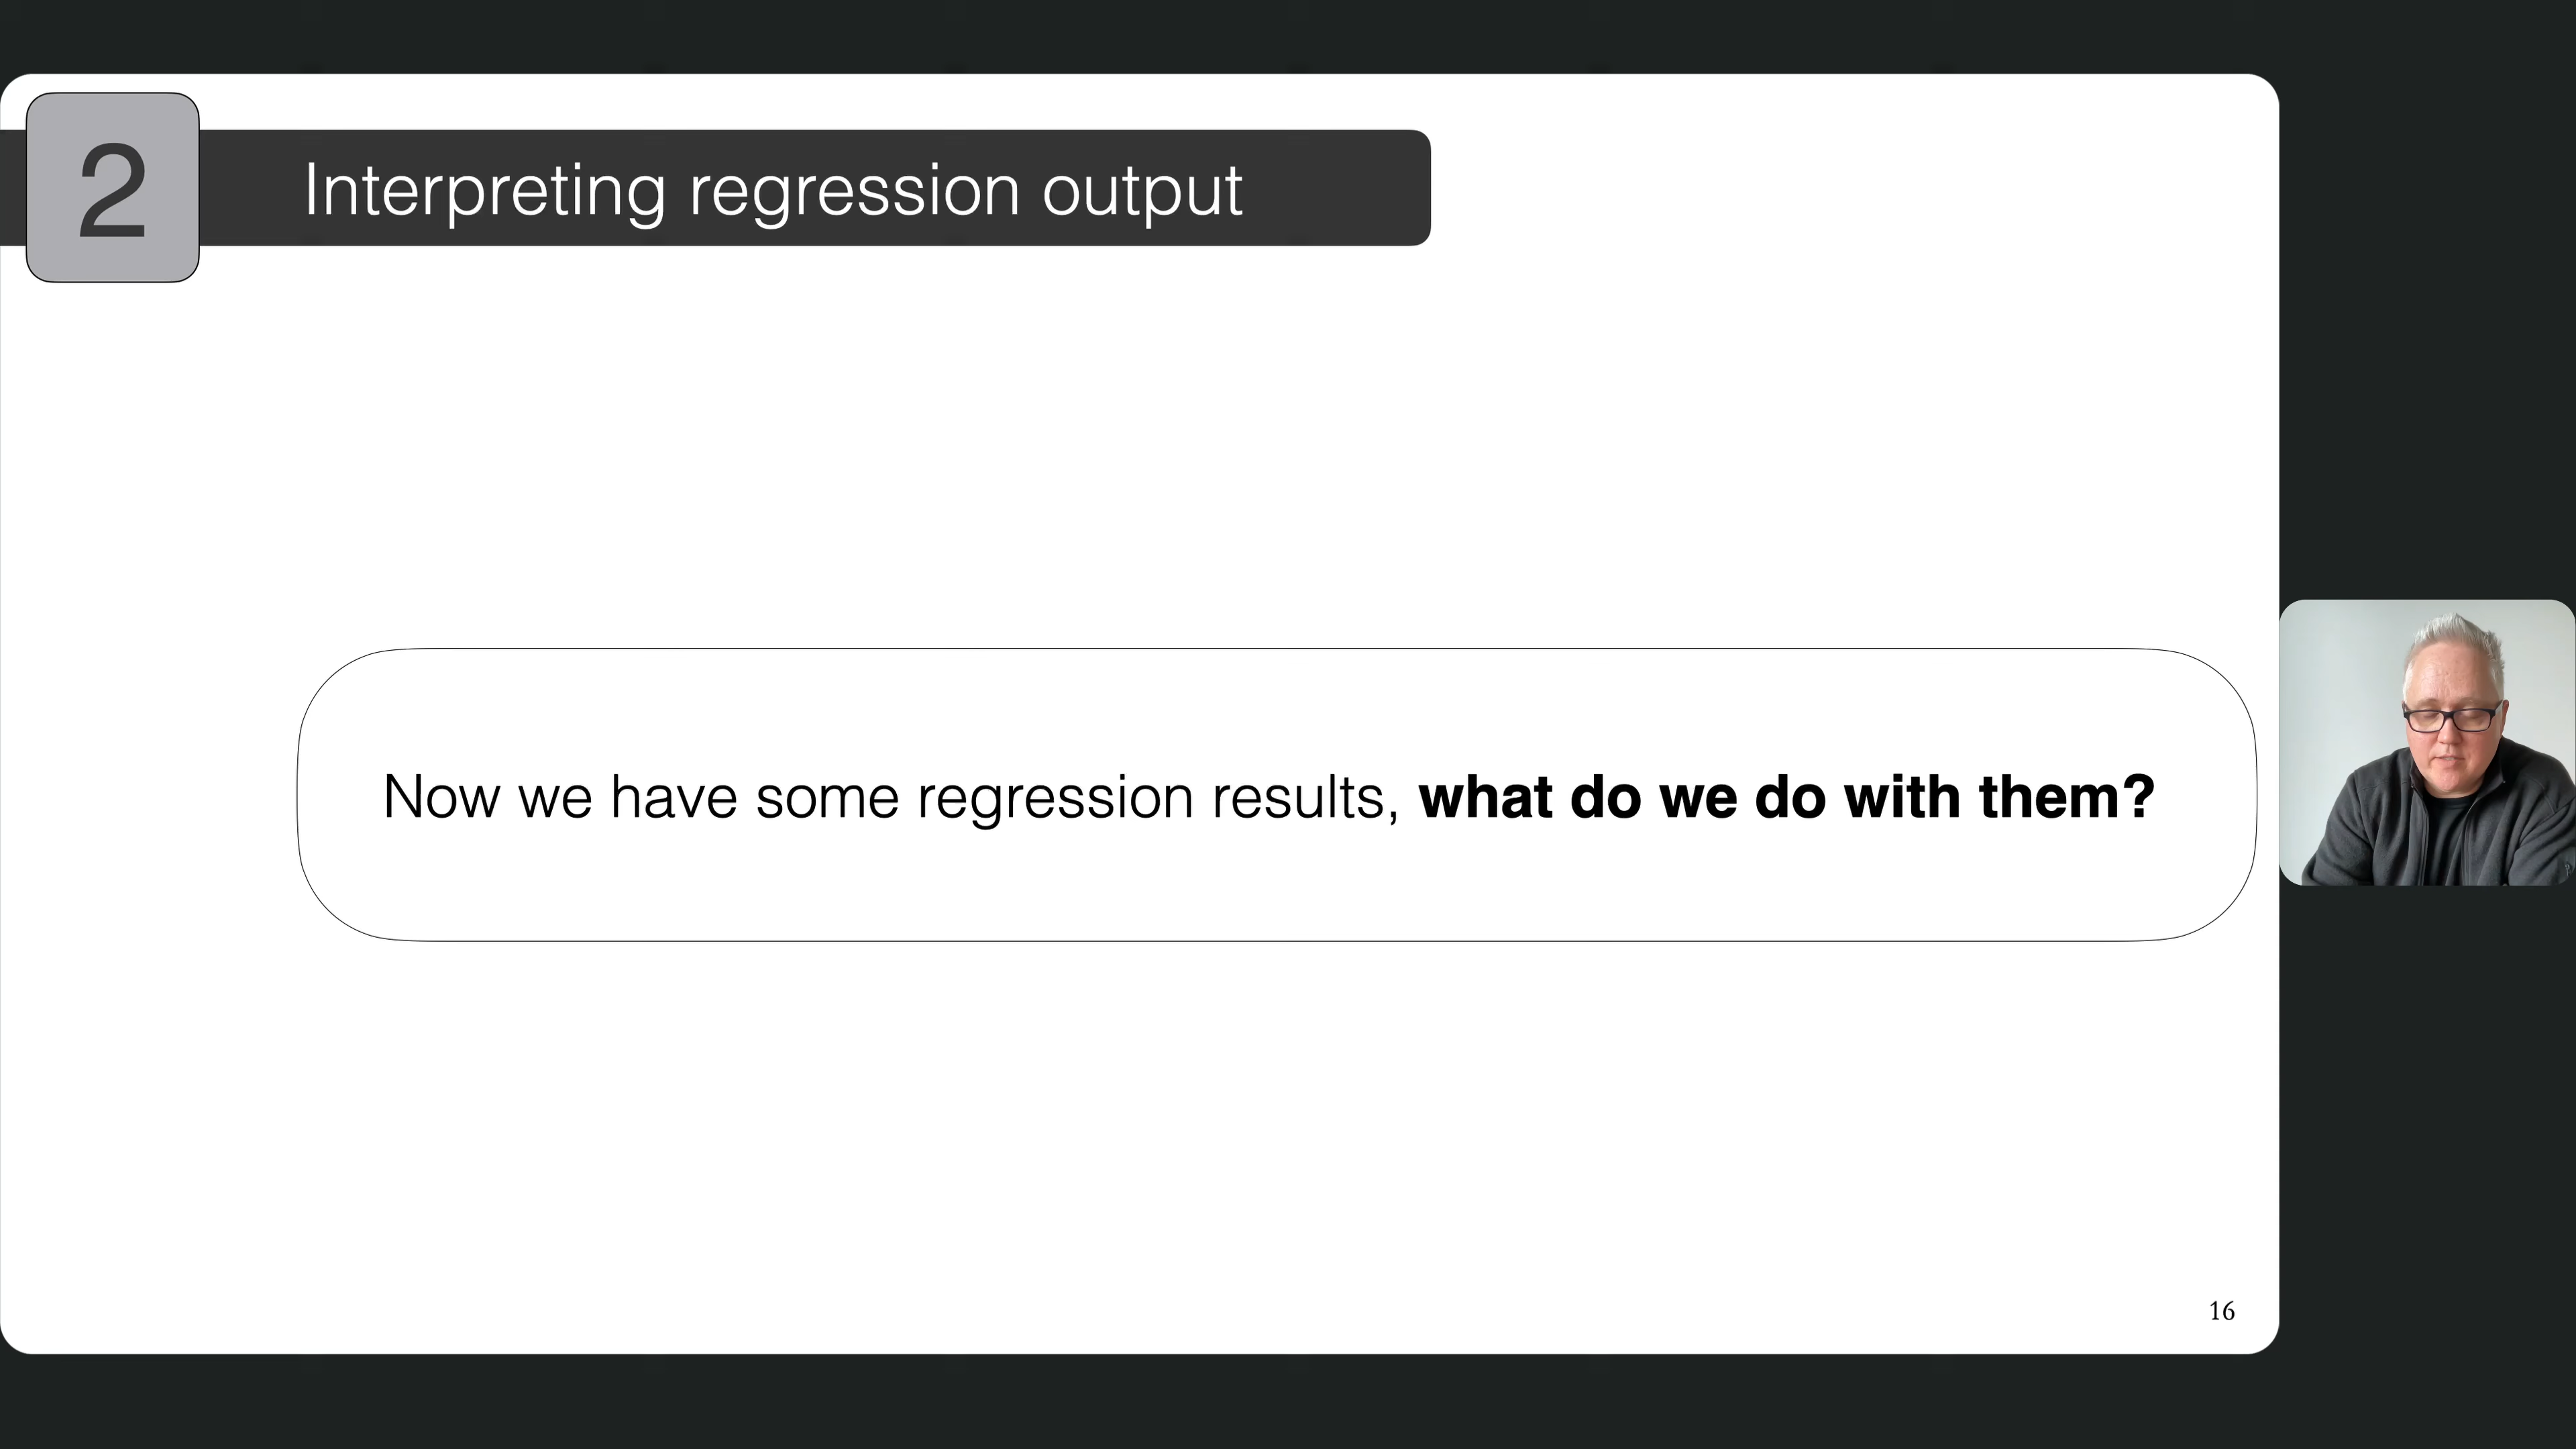 2
Interpreting regression output
Now we have some regression results, what do we do with them?
16